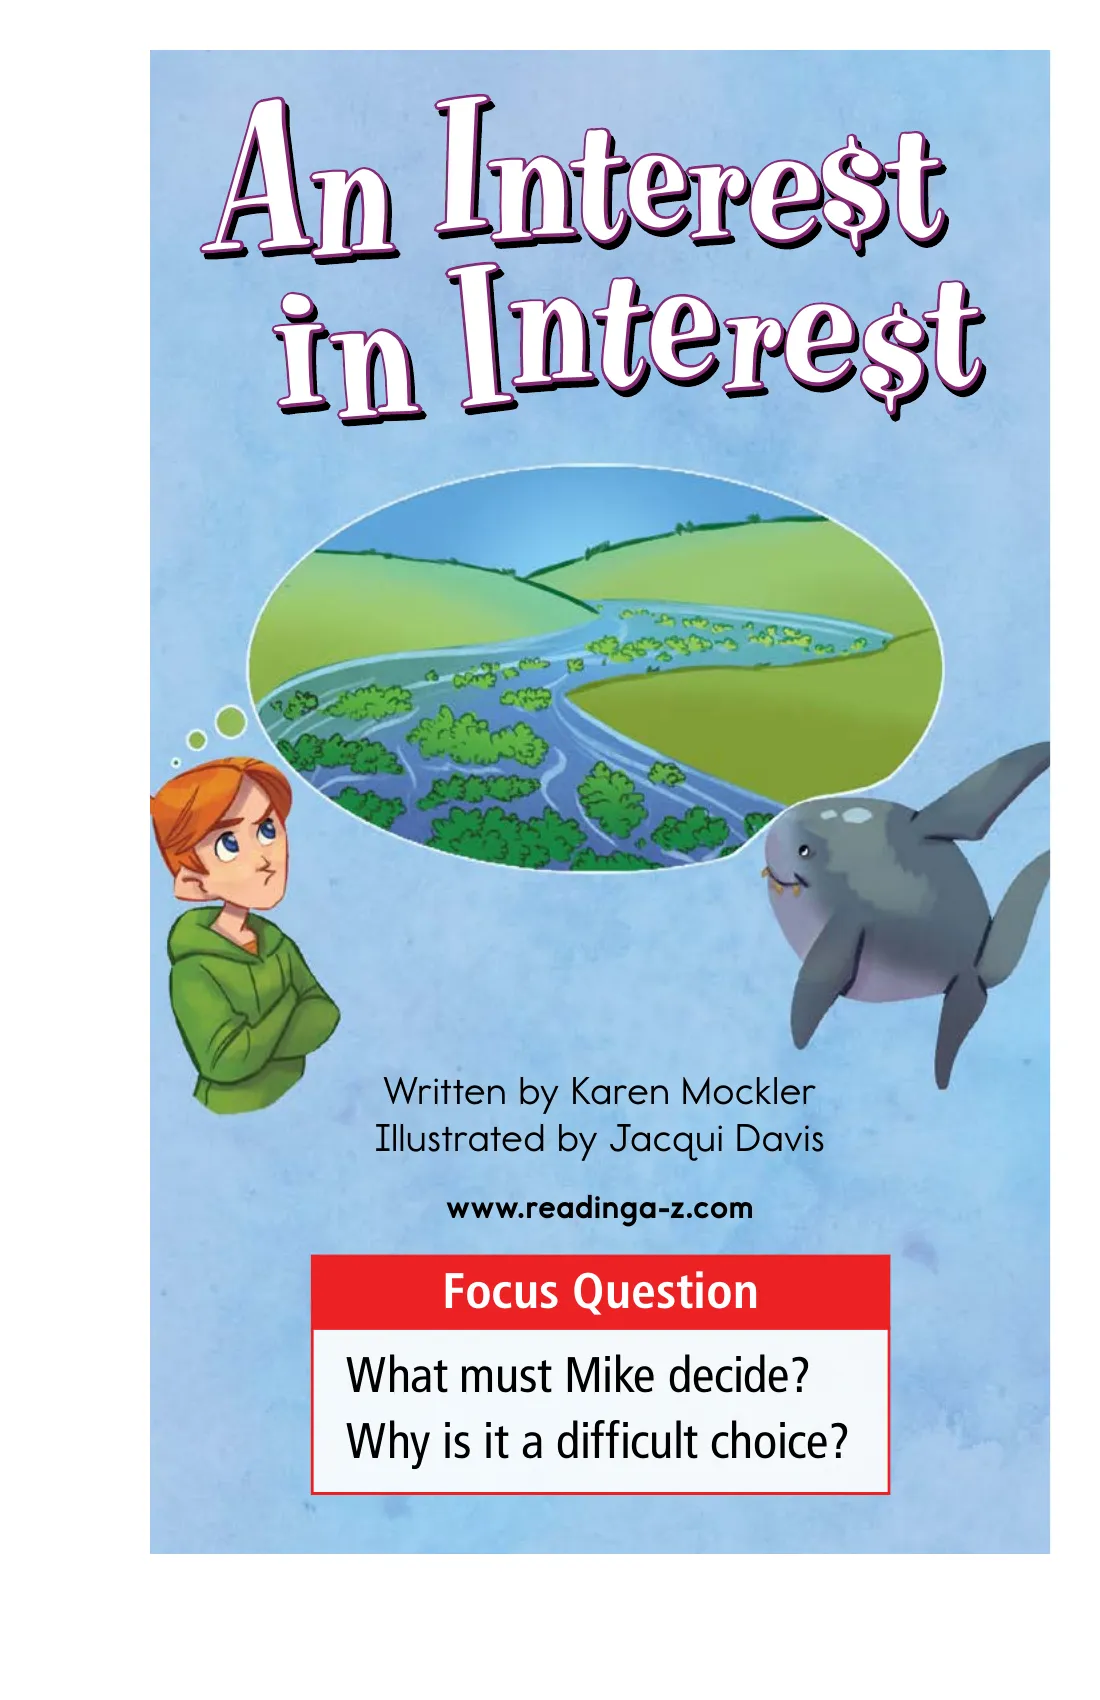 An Intere$t
in Intere$t
Written by Karen Mockler
Illustrated by Jacqui Davis
www.readinga-z.com
Focus Question
What must Mike decide?
Why is it a difficult choice?